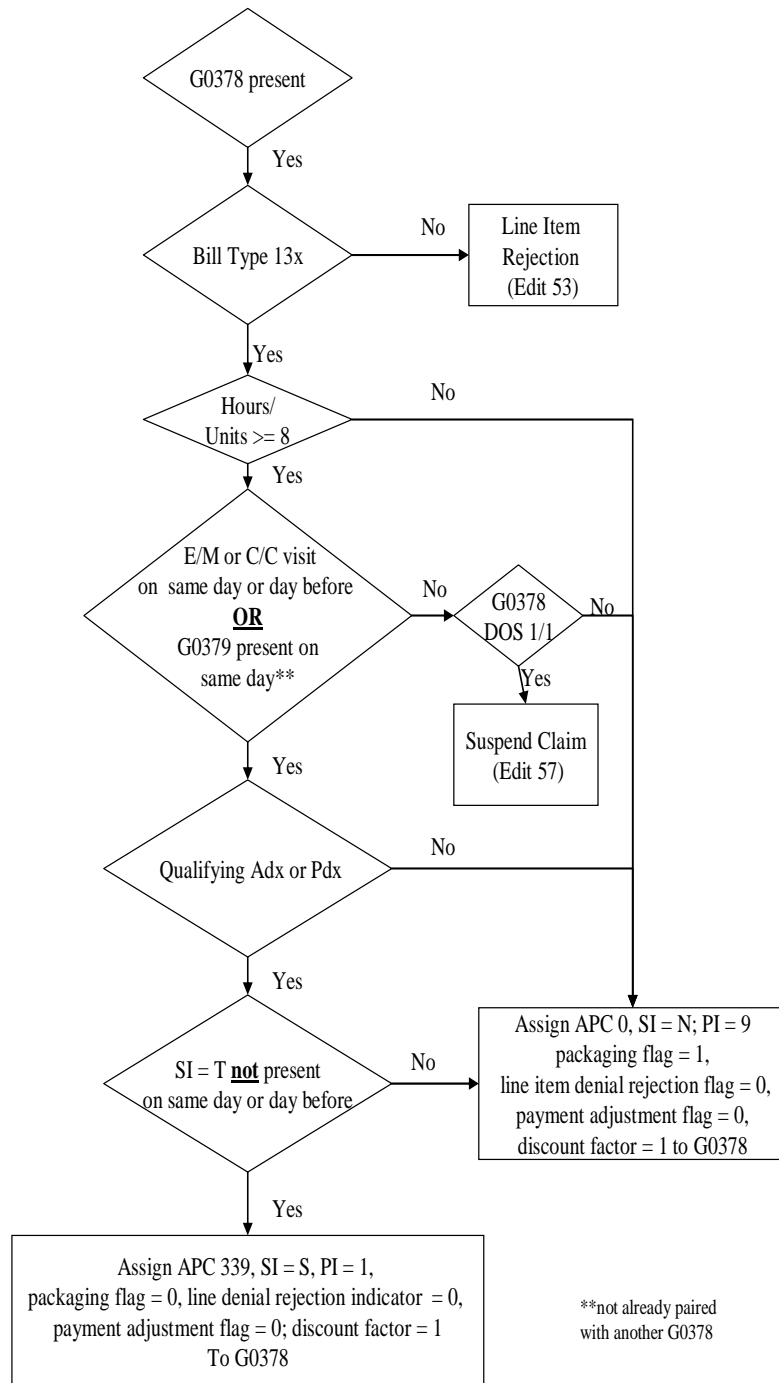 G0378 present
Yes
Bill Type 13x
No
Line Item
Rejection
(Edit 53)
Yes
Hours/
Units >= 8
No
Yes
E/M or C/C visit
on same day or day before
OR
G0379 present on
same day**
No
G0378
DOS 1/1
No
Yes
Suspend Claim
(Edit 57)
Yes
Qualifying Adx or Pdx
No
Yes
SI = T not present
on same day or day before
No
Assign APC 0, SI = N; PI = 9
packaging flag = 1,
line item denial rejection flag = 0,
payment adjustment flag = 0,
discount factor = 1 to G0378
Yes
Assign APC 339, SI = S, PI = 1,
packaging flag = 0, line denial rejection indicator = 0,
payment adjustment flag = 0; discount factor = 1
To G0378
**not already paired
with another G0378